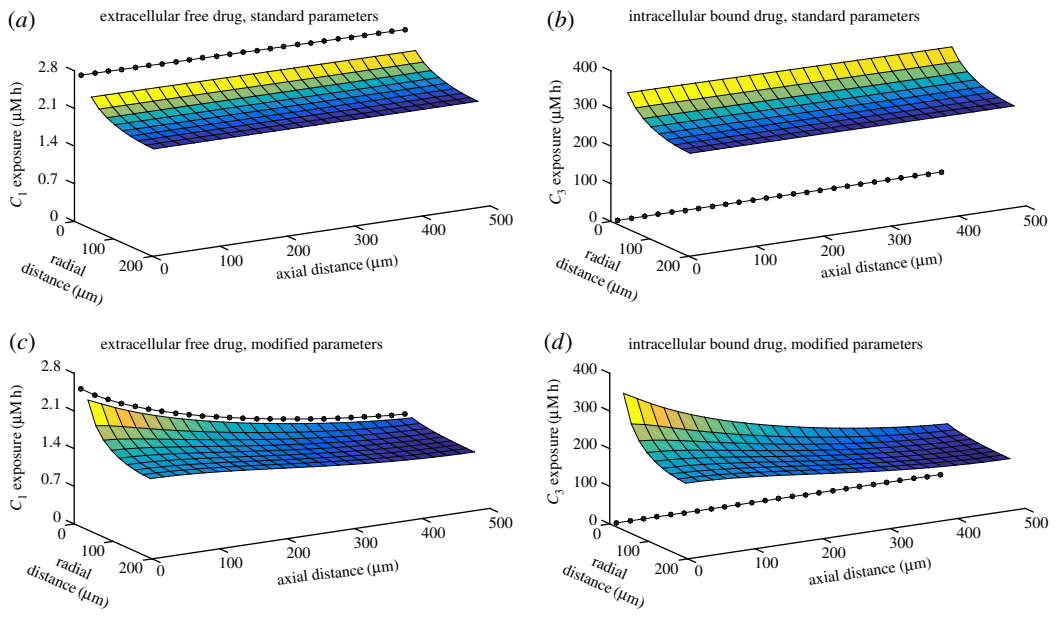 (a) extracellular free drug, standard parameters
2.8
2.1
1.4
0.7
0
C1 exposure (µM h)
0
100
200
radial
distance (µm)
0
100
200
300
400
500
axial distance (µm)
(b) intracellular bound drug, standard parameters
400
300
200
100
0
C3 exposure (µM h)
0
100
200
radial
distance (µm)
0
100
200
300
400
500
axial distance (µm)
(c) extracellular free drug, modified parameters
2.8
2.1
1.4
0.7
0
C1 exposure (µM h)
0
100
200
radial
distance (µm)
0
100
200
300
400
500
axial distance (µm)
(d) intracellular bound drug, modified parameters
400
300
200
100
0
C3 exposure (µM h)
0
100
200
radial
distance (µm)
0
100
200
300
400
500
axial distance (µm)